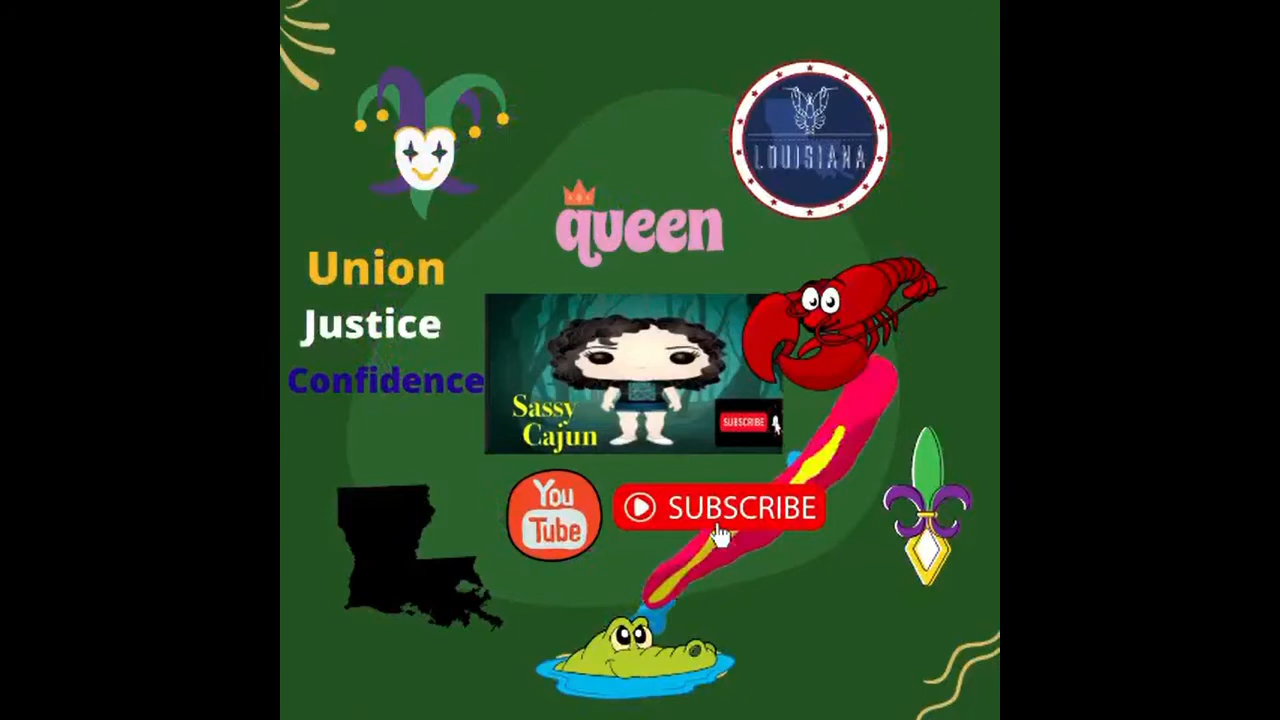 LOUISIANA
queen
Union
Justice
Confidence
Sassy
Cajun
SUBSCRIBE
You
Tube
SUBSCRIBE